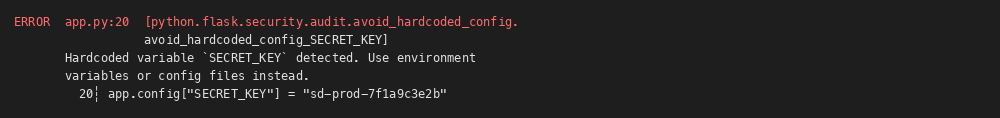 ERROR  app.py:20  [python.flask.security.audit.avoid_hardcoded_config.
avoid_hardcoded_config_SECRET_KEY]
Hardcoded variable `SECRET_KEY` detected. Use environment
variables or config files instead.
20┆ app.config["SECRET_KEY"] = "sd-prod-7f1a9c3e2b"